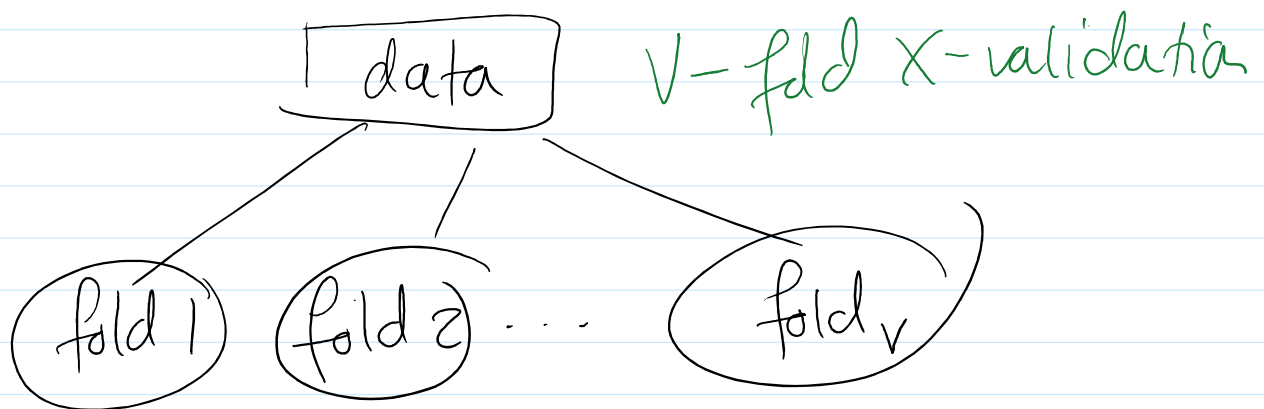 data V-fold X-validation
fold 1 fold 2 .... fold v